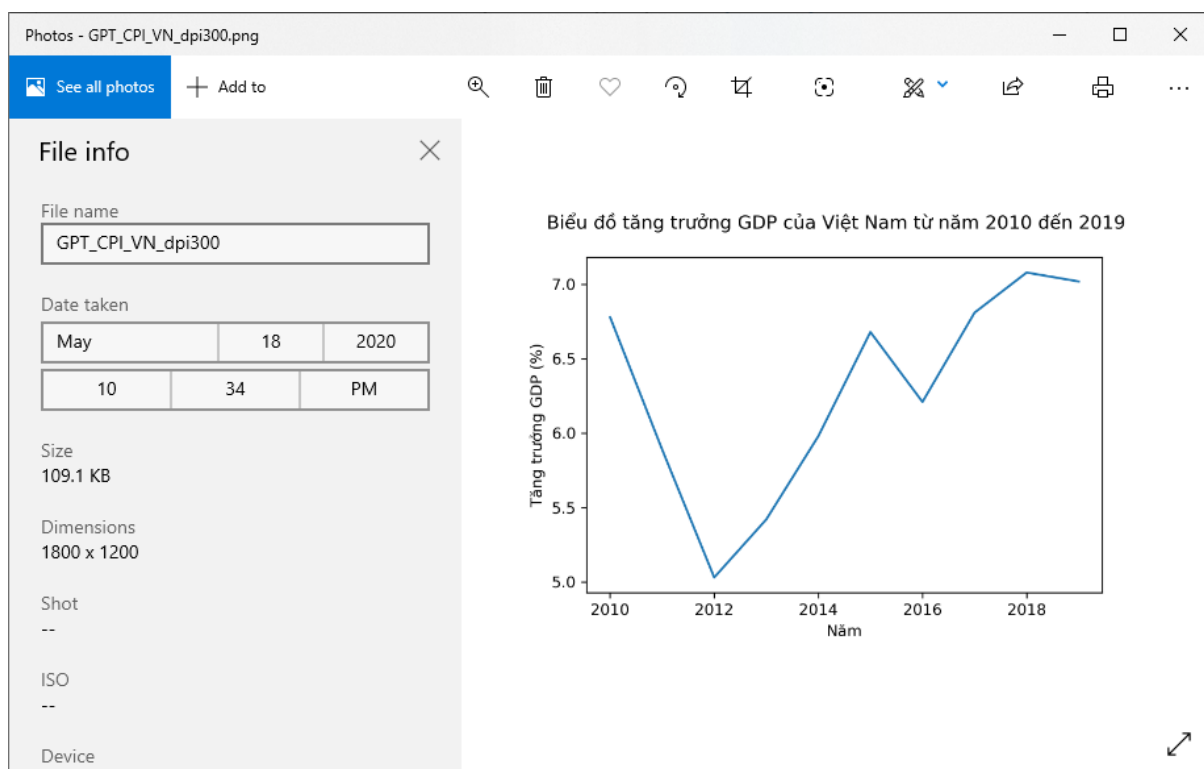 Photos - GPT_CPI_VN_dpi300.png
See all photos
Add to
File info
File name
GPT_CPI_VN_dpi300
Date taken
May 18 2020
10 34 PM
Size
109.1 KB
Dimensions
1800 x 1200
Shot
--
ISO
--
Device
Biểu đồ tăng trưởng GDP của Việt Nam từ năm 2010 đến 2019
Tăng trưởng GDP (%)
7.0
6.5
6.0
5.5
5.0
2010 2012 2014 2016 2018
Năm